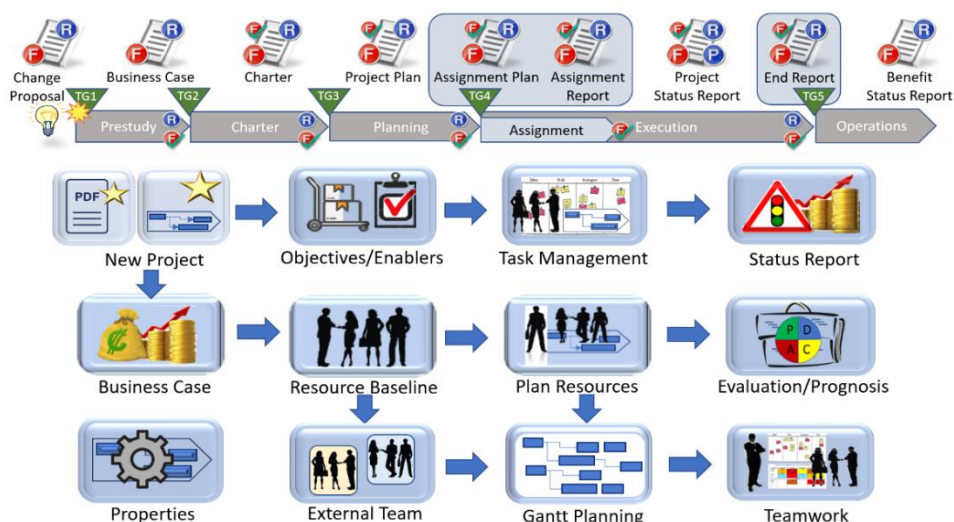 F R
F R
F R
F R
F R
F R
F R P
F R
F R
Change
Proposal
Business Case
Charter
Project Plan
Assignment Plan
Assignment
Report
Project
Status Report
End Report
Benefit
Status Report
TG1
TG2
TG3
TG4
TG5
Prestudy
R
F
Charter
R
F
Planning
R
F
Assignment
F
Execution
R
F
Operations
PDF
New Project
Objectives/Enablers
Task Management
Status Report
Business Case
Resource Baseline
Plan Resources
P D
A C
Evaluation/Prognosis
Properties
External Team
Gantt Planning
Teamwork